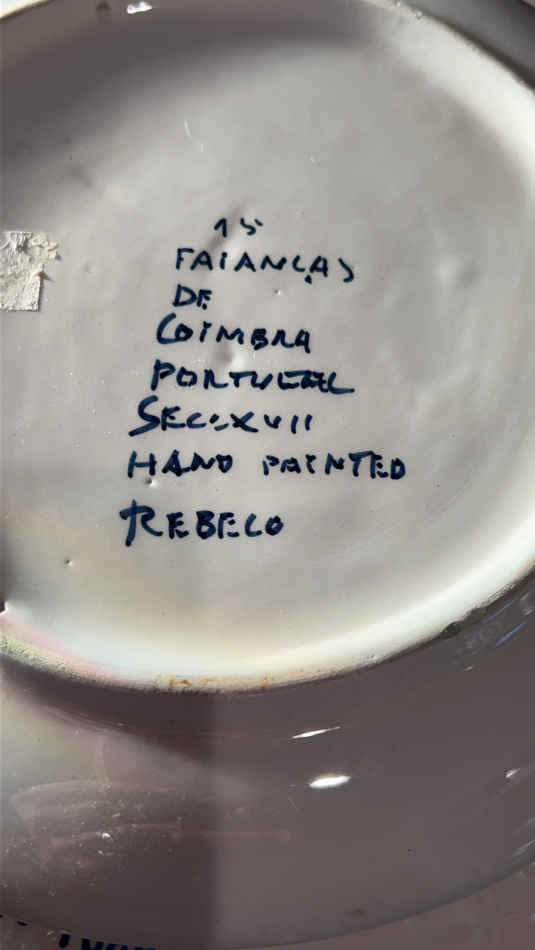 15
FAIANÇAS
DE
COIMBRA
PORTUGAL
SEC. XVII
HAND PAINTED
REBELO